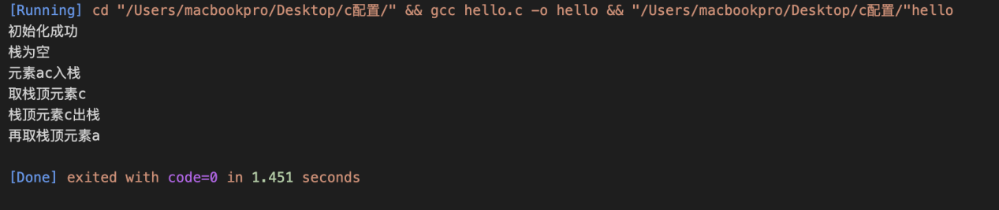 [Running] cd "/Users/macbookpro/Desktop/c配置/" && gcc hello.c -o hello && "/Users/macbookpro/Desktop/c配置/"hello
初始化成功
栈为空
元素ac入栈
取栈顶元素c
栈顶元素c出栈
再取栈顶元素a
[Done] exited with code=0 in 1.451 seconds